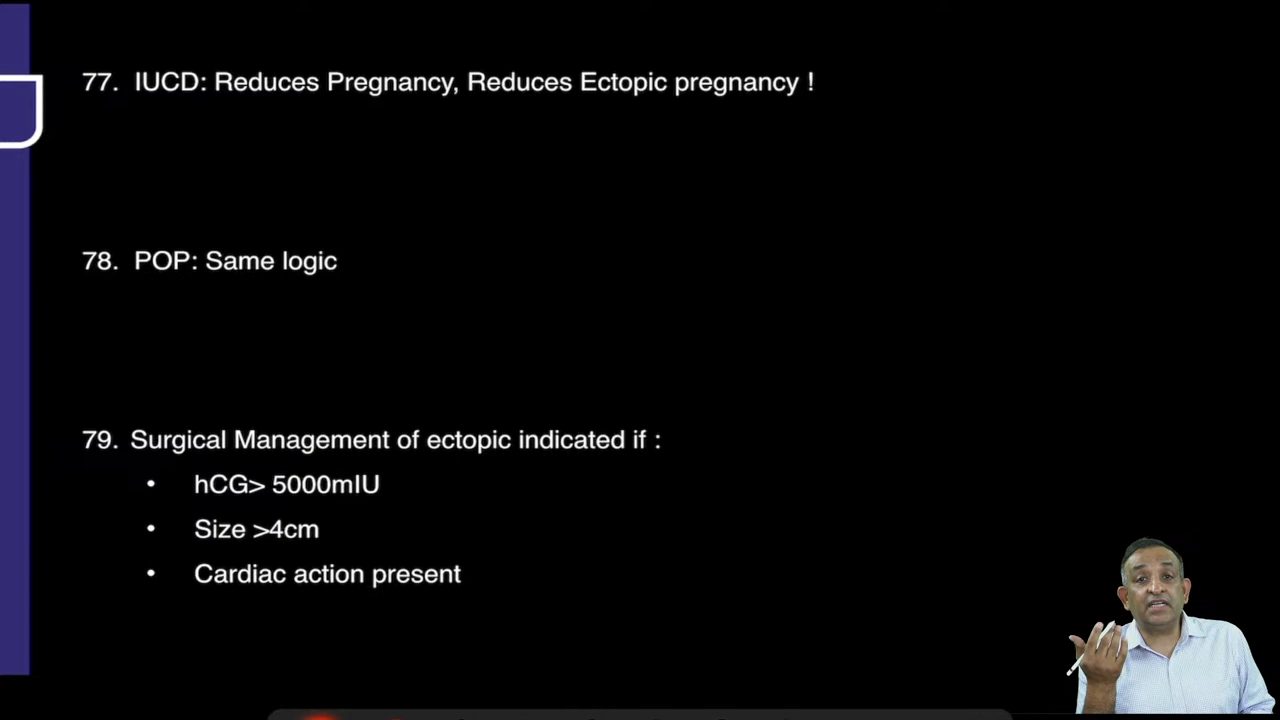 77. IUCD: Reduces Pregnancy, Reduces Ectopic pregnancy !
78. POP: Same logic
79. Surgical Management of ectopic indicated if :
• hCG> 5000mIU
• Size >4cm
• Cardiac action present